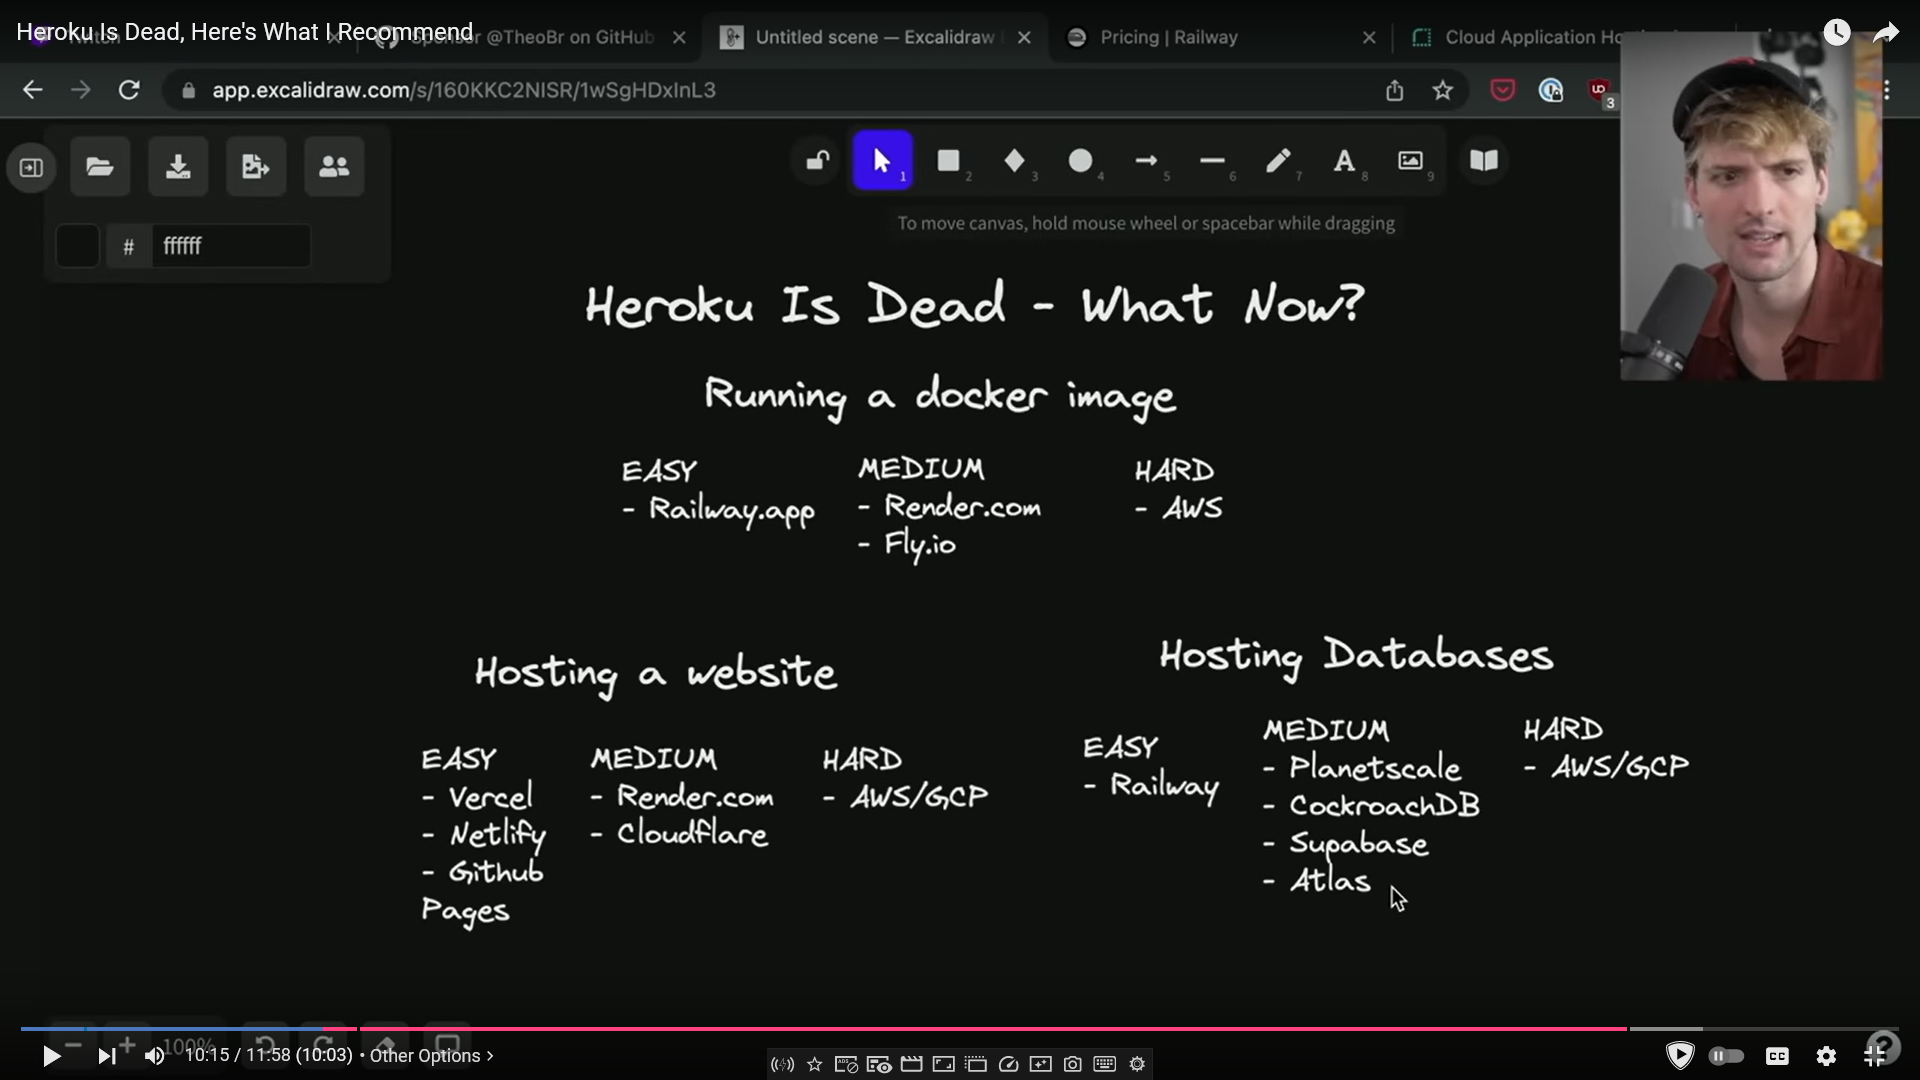 Heroku Is Dead, Here's What I Recommend
@TheoBr on GitHub
Untitled scene — Excalidraw
Pricing | Railway
Cloud Application
app.excalidraw.com/s/160KKC2NISR/1wSgHDxInL3
3
1
2
3
4
5
6
7
A
8
9
To move canvas, hold mouse wheel or spacebar while dragging
# ffffff
Heroku Is Dead - What Now?
Running a docker image
EASY
- Railway.app
MEDIUM
- Render.com
- Fly.io
HARD
- AWS
Hosting a website
EASY
- Vercel
- Netlify
- Github
Pages
MEDIUM
- Render.com
- Cloudflare
HARD
- AWS/GCP
Hosting Databases
EASY
- Railway
MEDIUM
- Planetscale
- CockroachDB
- Supabase
- Atlas
HARD
- AWS/GCP
100%
10:15 / 11:58 (10:03) • Other Options >
CC